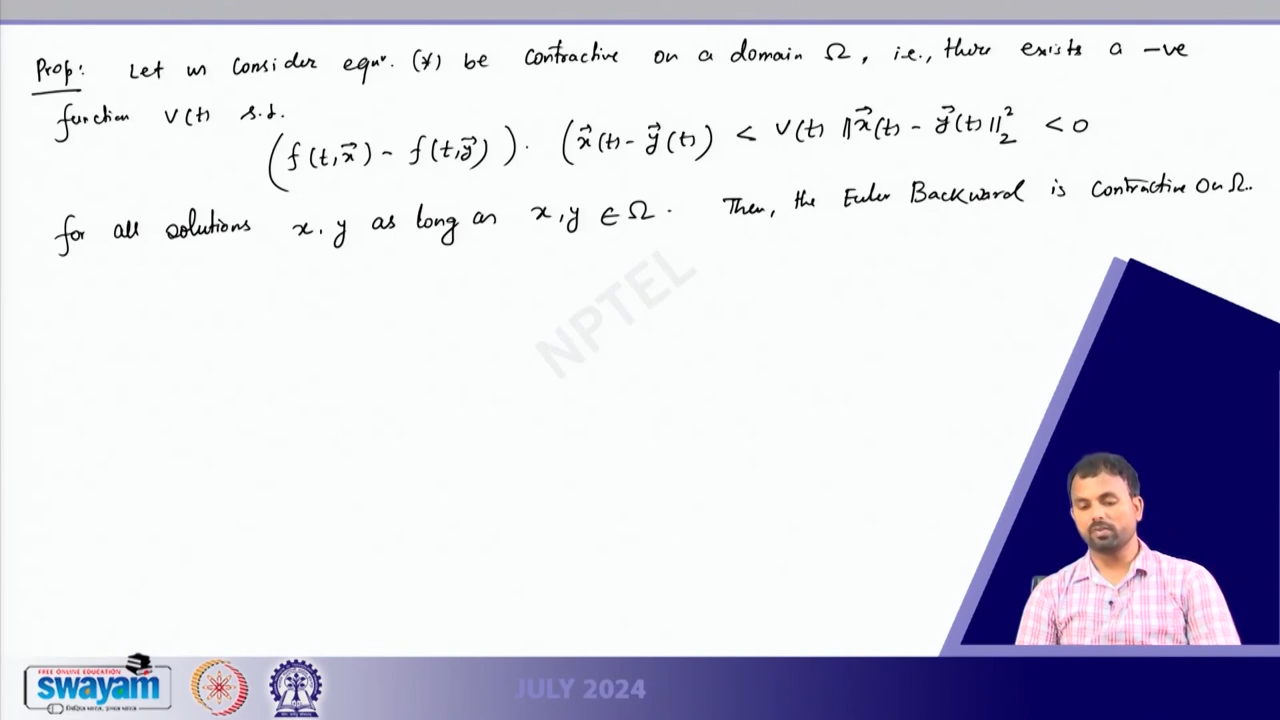 Prop: Let us consider equn. (*) be contractive on a domain Ω, i.e., there exists a -ve
function ν(t) s.t.
(f(t,x⃗) - f(t,y⃗)) · (x⃗(t) - y⃗(t)) < ν(t) ||x⃗(t) - y⃗(t)||₂² < 0
for all solutions x, y as long as x, y ∈ Ω. Then, the Euler Backward is contractive on Ω.
NPTEL
FREE ONLINE EDUCATION
swayam
JULY 2024